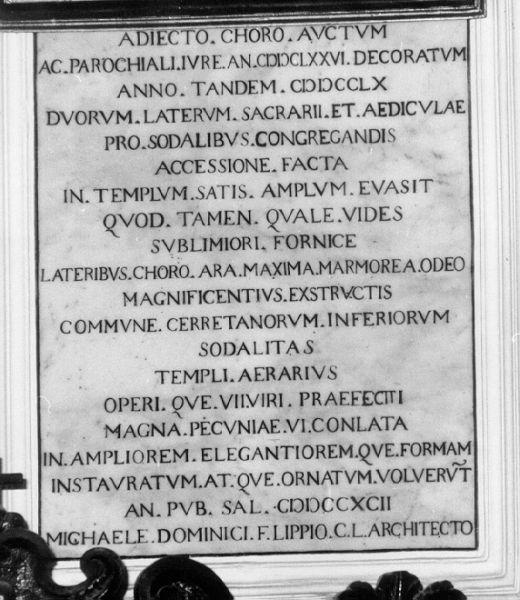 ADIECTO. CHORO. AVCTVM
AC. PAROCHIALI. IVRE. AN. CIƆIƆCLXXVI. DECORATVM
ANNO. TANDEM. CIƆIƆCCLX
DVORVM. LATERVM. SACRARII. ET. AEDICVLAE
PRO. SODALIBVS. CONGREGANDIS
ACCESSIONE. FACTA
IN. TEMPLVM. SATIS. AMPLVM. EVASIT
QVOD. TAMEN. QVALE. VIDES
SVBLIMIORI. FORNICE
LATERIBVS. CHORO. ARA. MAXIMA. MARMOREA. ODEO
MAGNIFICENTIVS. EXSTRVCTIS
COMMVNE. CERRETANORVM. INFERIORVM
SODALITAS
TEMPLI. AERARIVS
OPERI. QVE. VII. VIRI. PRAEFECTI
MAGNA. PECVNIAE. VI. CONLATA
IN. AMPLIOREM. ELEGANTIOREM. QVE. FORMAM
INSTAVRATVM. AT. QVE. ORNATVM. VOLVERVT̃
AN. PVB. SAL. CIƆIƆCCXCII
MICHAELE. DOMINICI. F. LIPPIO. C. L. ARCHITECTO